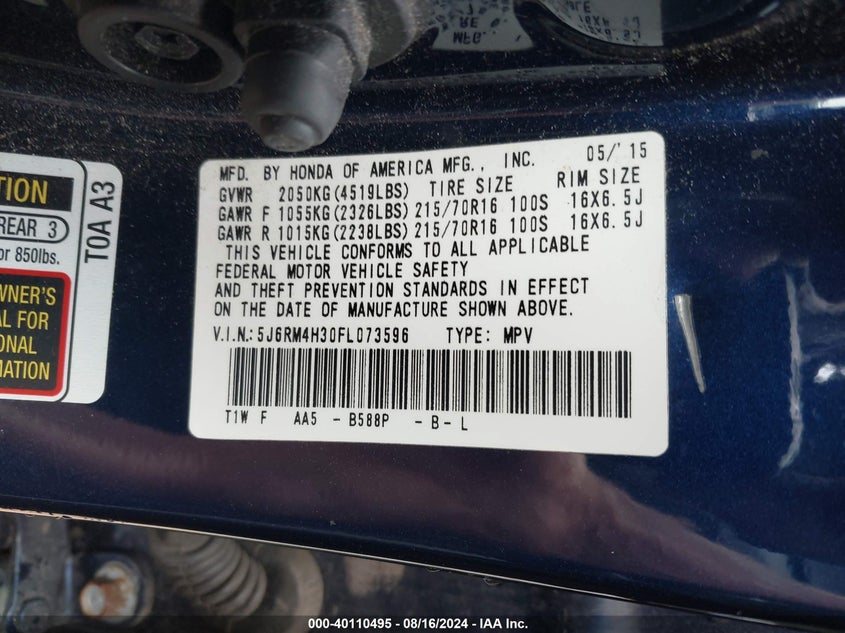 MFG.
MFD. BY HONDA OF AMERICA MFG., INC. 05/'15
GVWR 2050KG(4519LBS) TIRE SIZE RIM SIZE
GAWR F 1055KG(2326LBS) 215/70R16 100S 16X6.5J
GAWR R 1015KG(2238LBS) 215/70R16 100S 16X6.5J
THIS VEHICLE CONFORMS TO ALL APPLICABLE
FEDERAL MOTOR VEHICLE SAFETY
AND THEFT PREVENTION STANDARDS IN EFFECT
ON THE DATE OF MANUFACTURE SHOWN ABOVE.
V.I.N.:5J6RM4H30FL073596 TYPE: MPV
T1W F AA5 -B588P -B-L
TION
REAR 3
or 850lbs.
WNER'S
AL FOR
ONAL
MATION
T0A A3
000-40110495 - 08/16/2024 - IAA Inc.